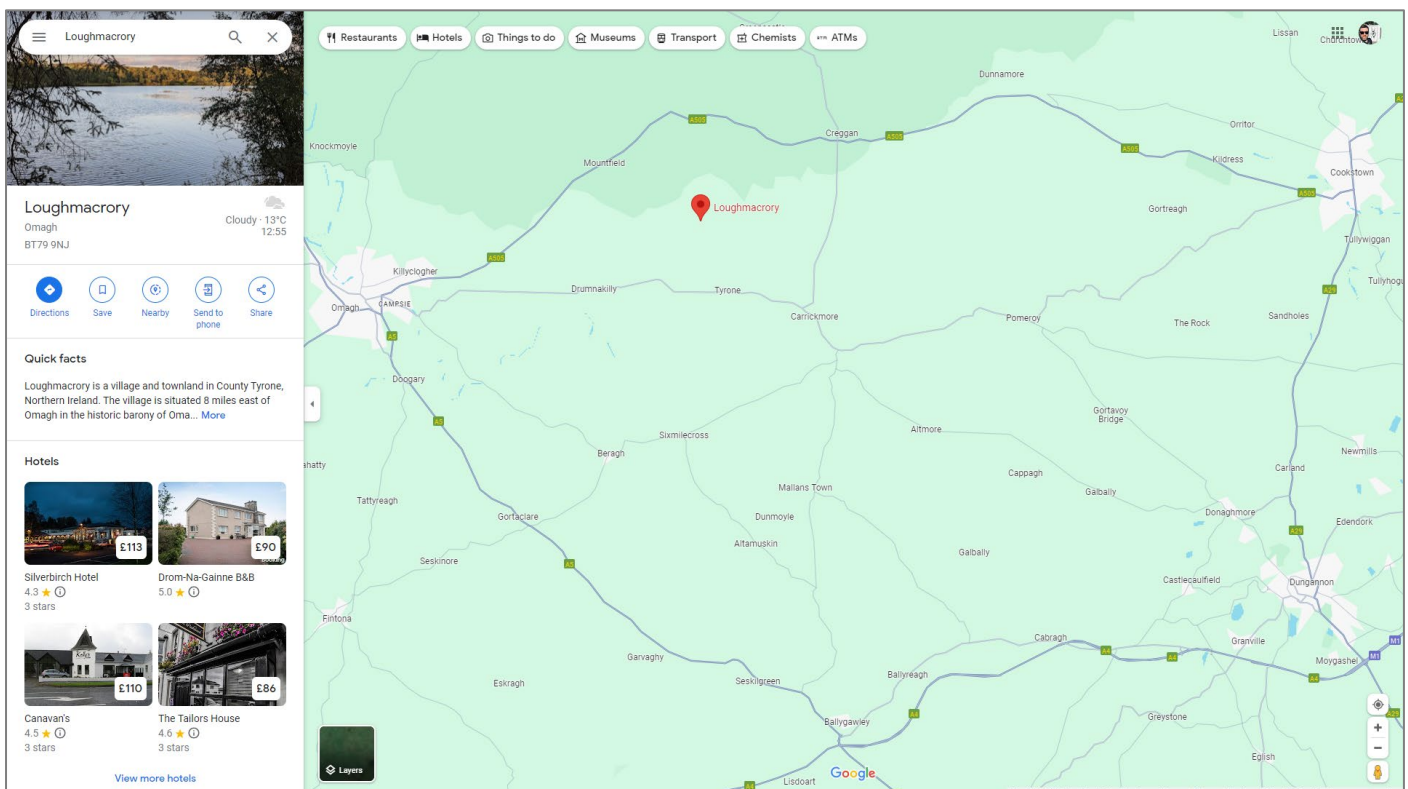 Loughmacrory
Restaurants
Hotels
Things to do
Museums
Transport
Chemists
ATMs
Loughmacrory
Omagh
BT79 9NJ
Cloudy · 13°C
12:55
Directions
Save
Nearby
Send to
phone
Share
Quick facts
Loughmacrory is a village and townland in County Tyrone,
Northern Ireland. The village is situated 8 miles east of
Omagh in the historic barony of Oma... More
Hotels
£113
£90
Silverbirch Hotel
4.3
3 stars
Drom-Na-Gainne B&B
5.0
£110
£86
Canavan's
4.5
3 stars
The Tailors House
4.6
3 stars
View more hotels
Lissan
Dunnamore
A505
Creggan
A505
Orritor
A505
Kildress
Knockmoyle
Mountfield
Cookstown
A505
Loughmacrory
Gortreagh
Tullywiggan
A505
Killyclogher
Drumnakilly
Tyrone
A29
Omagh
CAMPSIE
Carrickmore
Pomeroy
The Rock
Sandholes
A5
Doogary
A5
Gortavoy
Bridge
Altmore
Sixmilecross
Beragh
Newmills
Carland
Cappagh
Galbally
Tattyreagh
Mallans Town
Gortaclare
Dunmoyle
Donaghmore
Edendork
A29
Altamuskin
Galbally
Seskinore
A5
Castlecaulfield
Dungannon
Fintona
Cabragh
Granville
A4
A4
M1
M1
Moygashel
Garvaghy
Eskragh
Seskilgreen
Ballyreagh
A4
Ballygawley
A4
Greystone
A29
Eglish
Layers
Google
Lisdoart
A4